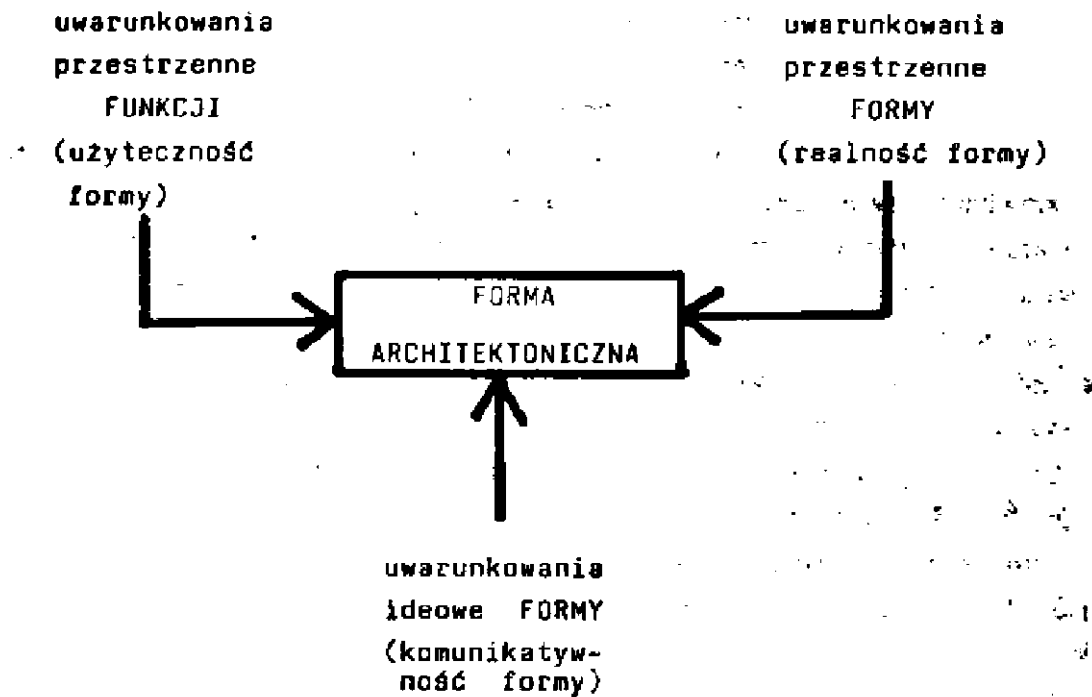 uwarunkowania
przestrzenne
FUNKCJI
(użyteczność
formy)
uwarunkowania
przestrzenne
FORMY
(realność formy)
FORMA
ARCHITEKTONICZNA
uwarunkowania
ideowe FORMY
(komunikatyw-
ność formy)